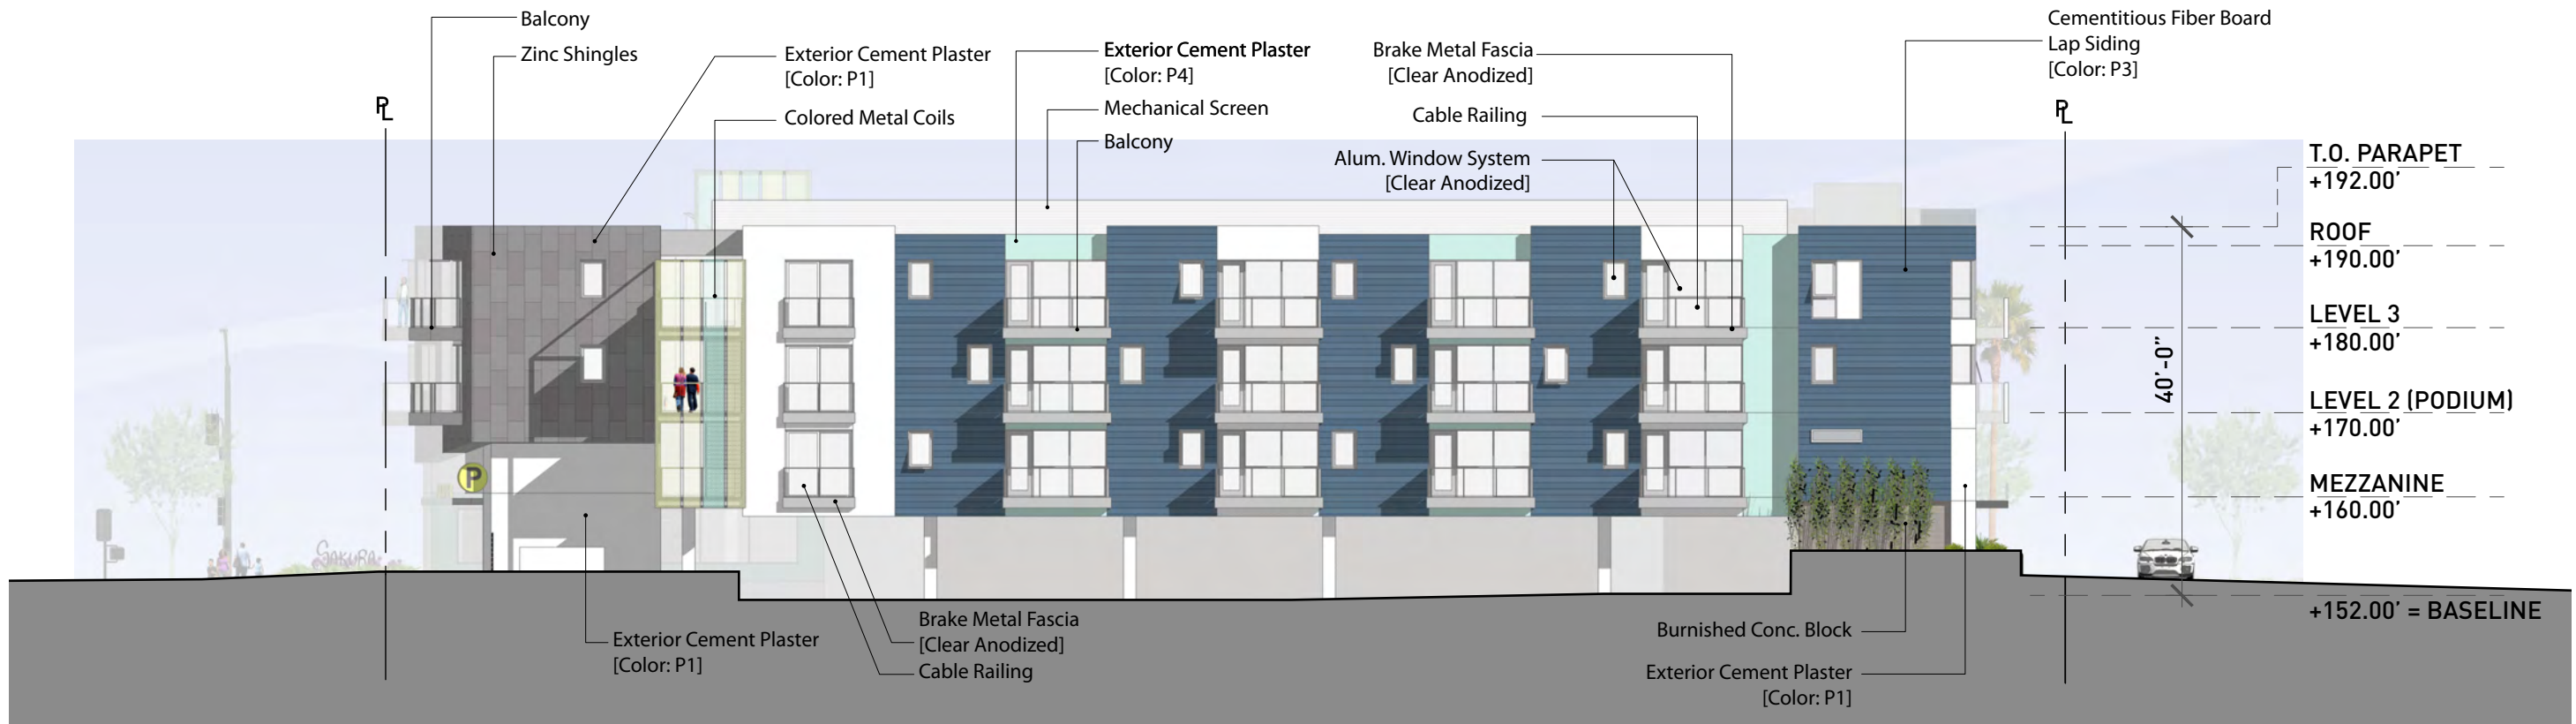 Balcony
Zinc Shingles
Exterior Cement Plaster
[Color: P1]
Colored Metal Coils
Exterior Cement Plaster
[Color: P4]
Mechanical Screen
Balcony
Brake Metal Fascia
[Clear Anodized]
Cable Railing
Alum. Window System
[Clear Anodized]
Cementitious Fiber Board
Lap Siding
[Color: P3]
PL
PL
T.O. PARAPET
+192.00’
ROOF
+190.00’
LEVEL 3
+180.00’
LEVEL 2 (PODIUM)
+170.00’
MEZZANINE
+160.00’
+152.00’ = BASELINE
40’-0”
P
SAKURA
Exterior Cement Plaster
[Color: P1]
Brake Metal Fascia
[Clear Anodized]
Cable Railing
Burnished Conc. Block
Exterior Cement Plaster
[Color: P1]